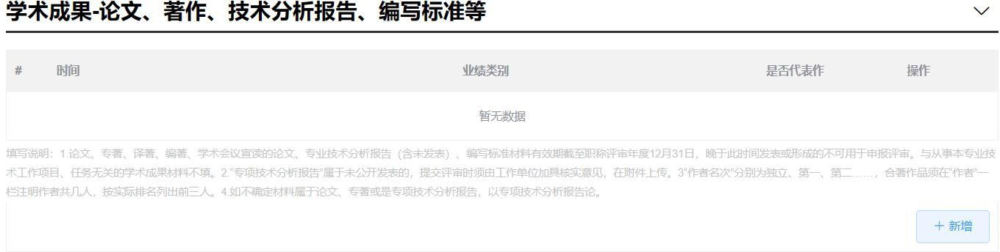 学术成果-论文、著作、技术分析报告、编写标准等
# 时间 业绩类别 是否代表作 操作
暂无数据
填写说明：1.论文、专著、译著、编著、学术会议宣读的论文、专业技术分析报告（含未发表）、编写标准材料有效期截至职称评审年度12月31日，晚于此时间发表或形成的不可用于申报评审。与从事本专业技
术工作项目、任务无关的学术成果材料不填。2.“专项技术分析报告”属于未公开发表的，提交评审时须由工作单位加具核实意见，在附件上传。3“作者名次”分别为独立、第一、第二……，合著作品须在“作者”一
栏注明作者共几人，按实际排名列出前三人。4.如不确定材料属于论文、专著或是专项技术分析报告，以专项技术分析报告论。
＋ 新增